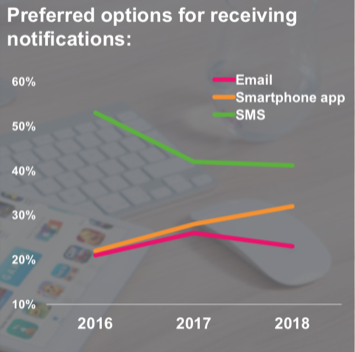 Preferred options for receiving
notifications:
60%
Email
Smartphone app
50%
SMS
40%
30%
20%
10%
2016 2017 2018